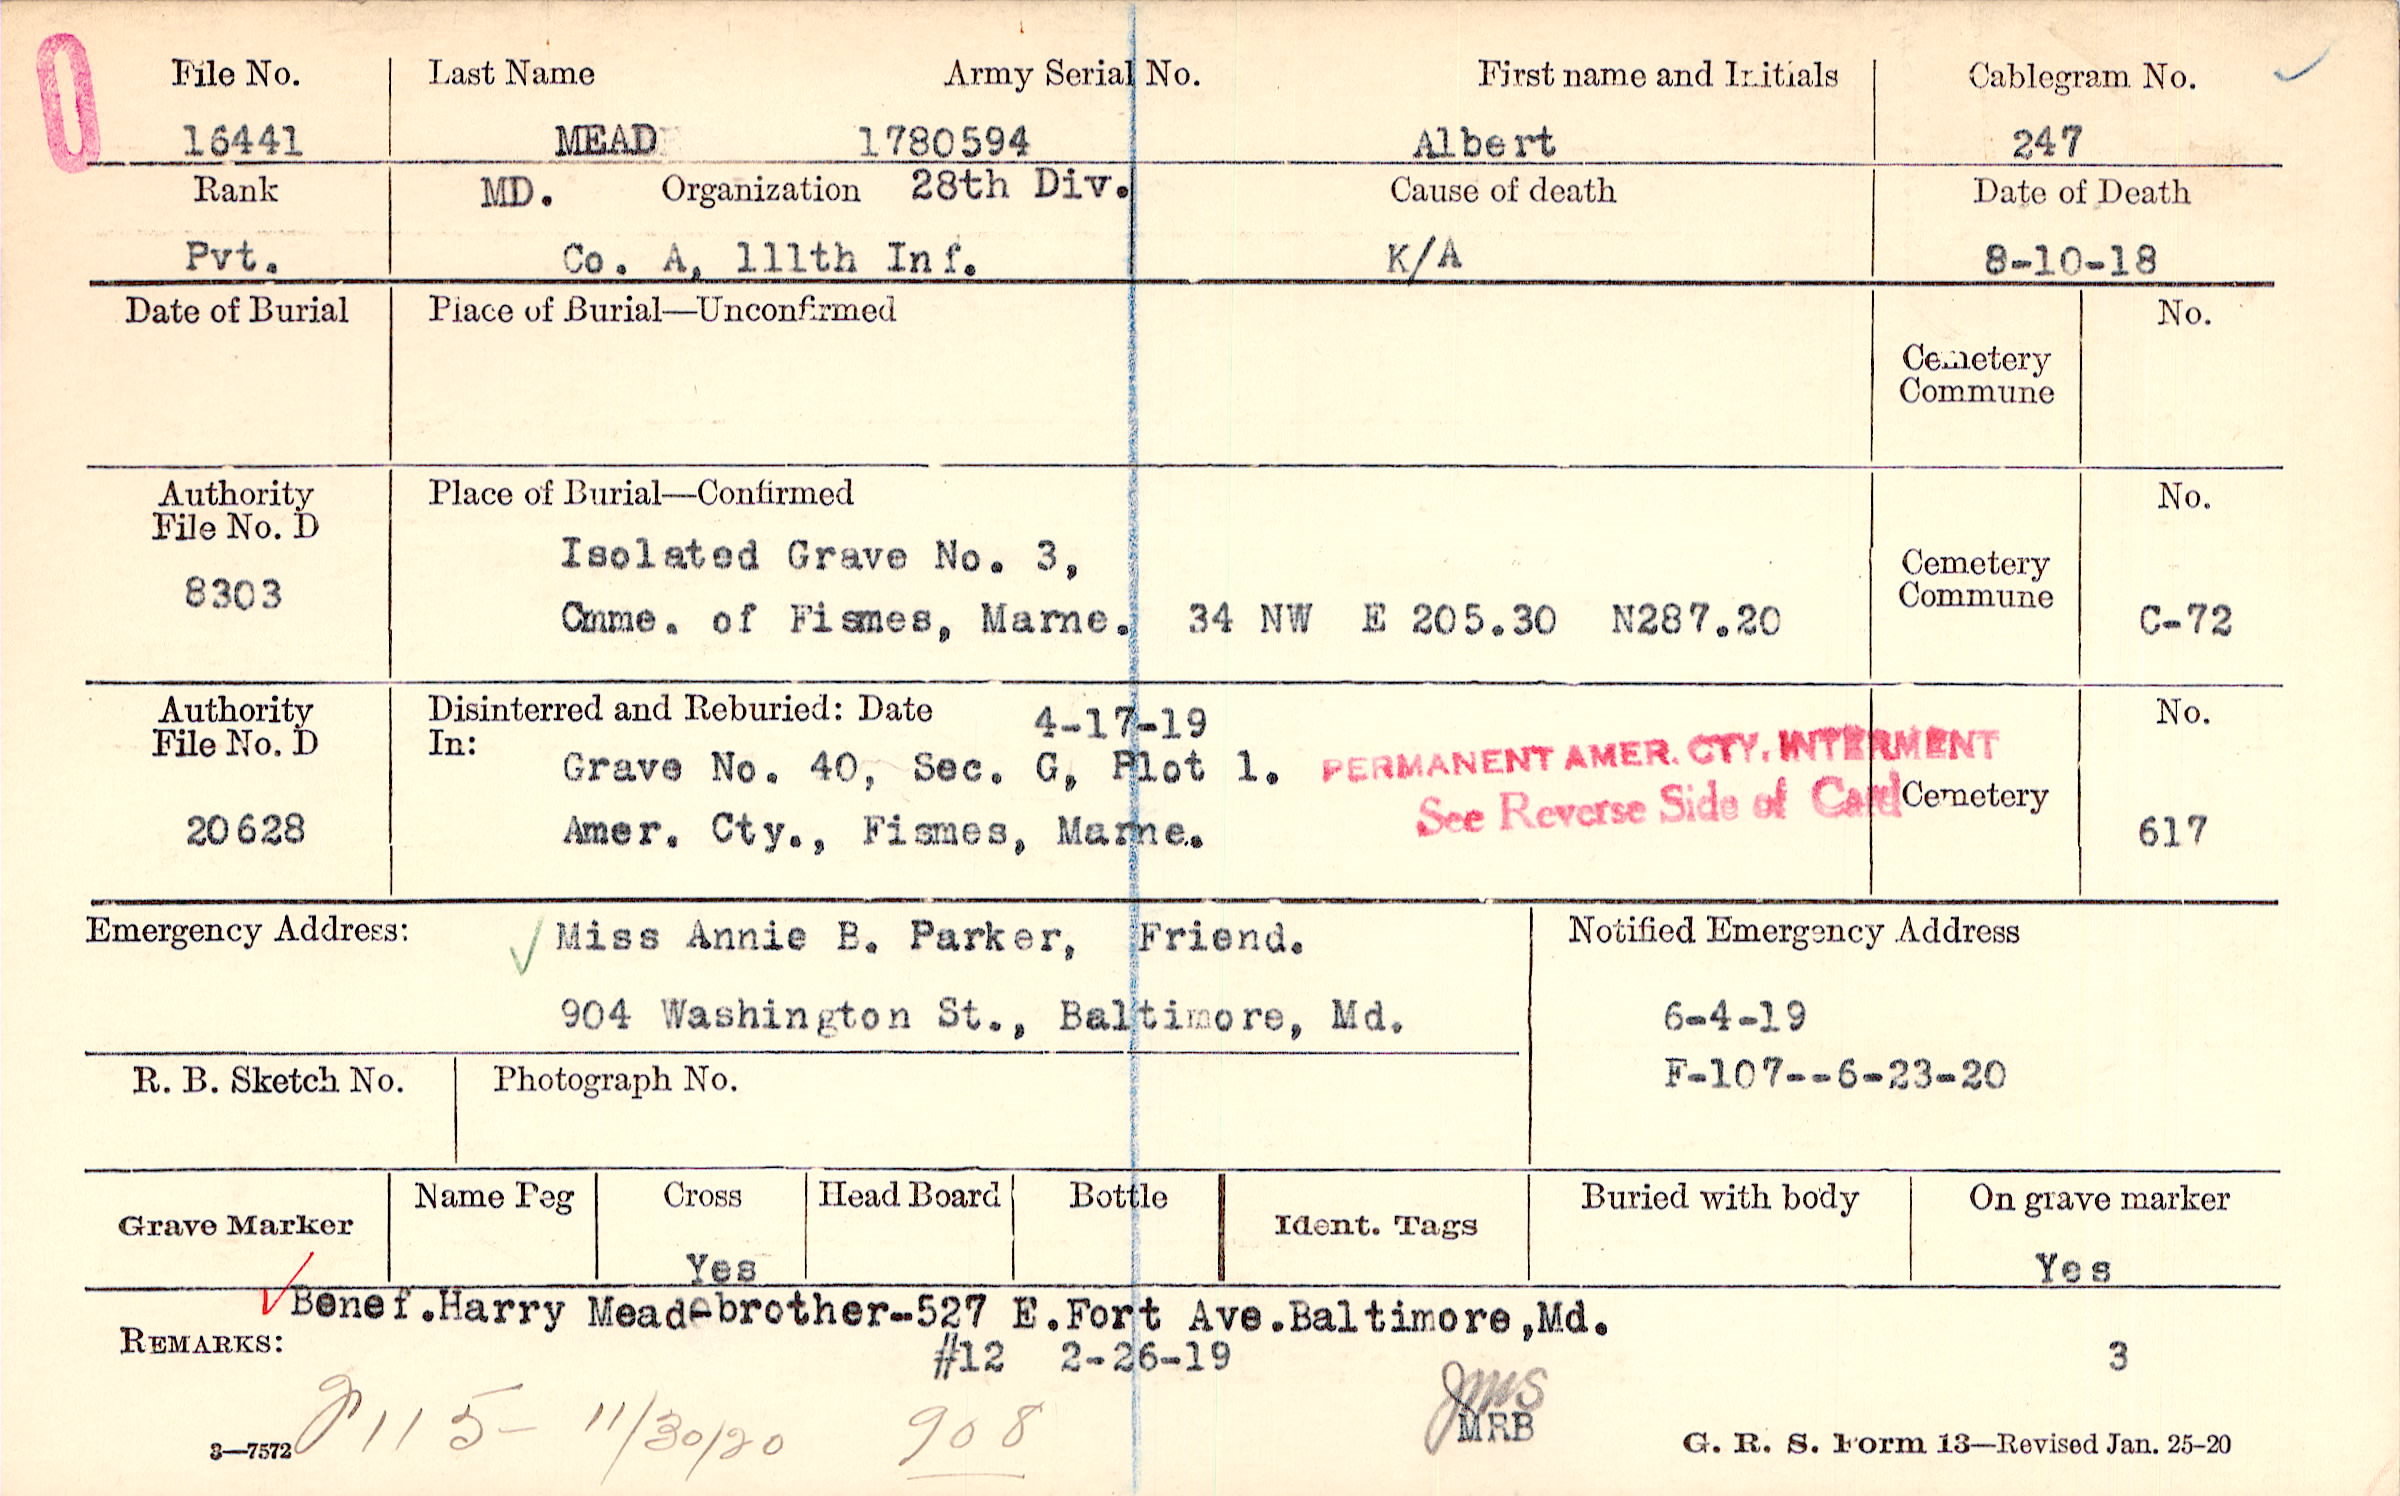 File No. Last Name Army Serial No. First name and Initials Cablegram No.
16441 MEAD 1780594 Albert 247
Rank MD. Organization 28th Div. Cause of death Date of Death
Pvt. Co. A, 111th Inf. K/A 8-10-18
Date of Burial Place of Burial—Unconfirmed No.
Cemetery
Commune
Authority Place of Burial—Confirmed No.
File No. D
8303
Isolated Grave No. 3,
Cemetery
Commune
Cmme. of Fismes, Marne. 34 NW E 205.30 N287.20 C-72
Authority Disinterred and Reburied: Date 4-17-19 No.
File No. D In:
Grave No. 40, Sec. G, Plot 1. PERMANENT AMER. CTY. INTERMENT
See Reverse Side of Card Cemetery
20628 Amer. Cty., Fismes, Marne. 617
Emergency Address: Miss Annie B. Parker, Friend. Notified Emergency Address
904 Washington St., Baltimore, Md. 6-4-19
F-107--6-23-20
R. B. Sketch No. Photograph No.
Grave Marker Name Peg Cross Head Board Bottle Ident. Tags Buried with body On grave marker
Yes Yes
Benef.Harry Mead-brother--527 E.Fort Ave.Baltimore,Md.
REMARKS: #12 2-26-19 3
115- 11/30/20 908 JMS
MRB
3—7572 G. R. S. Form 13—Revised Jan. 25-20